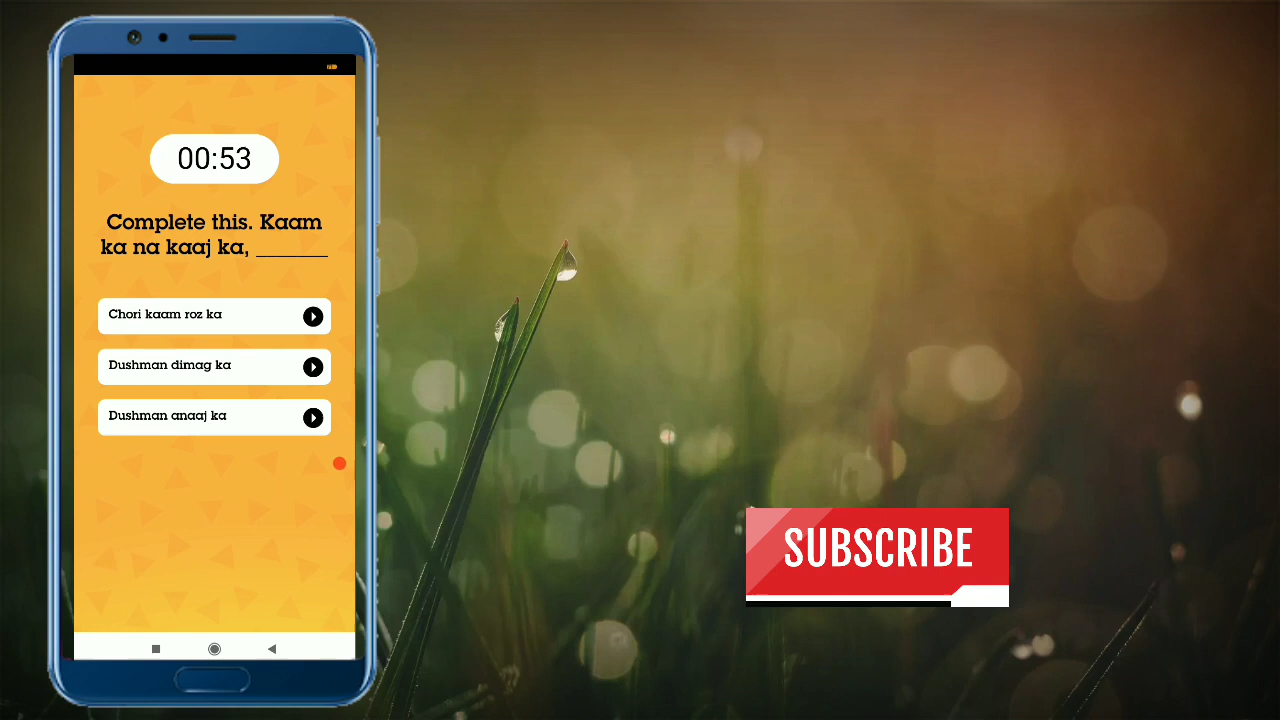 00:53
Complete this. Kaam
ka na kaaj ka, _______
Chori kaam roz ka
Dushman dimag ka
Dushman anaaj ka
SUBSCRIBE